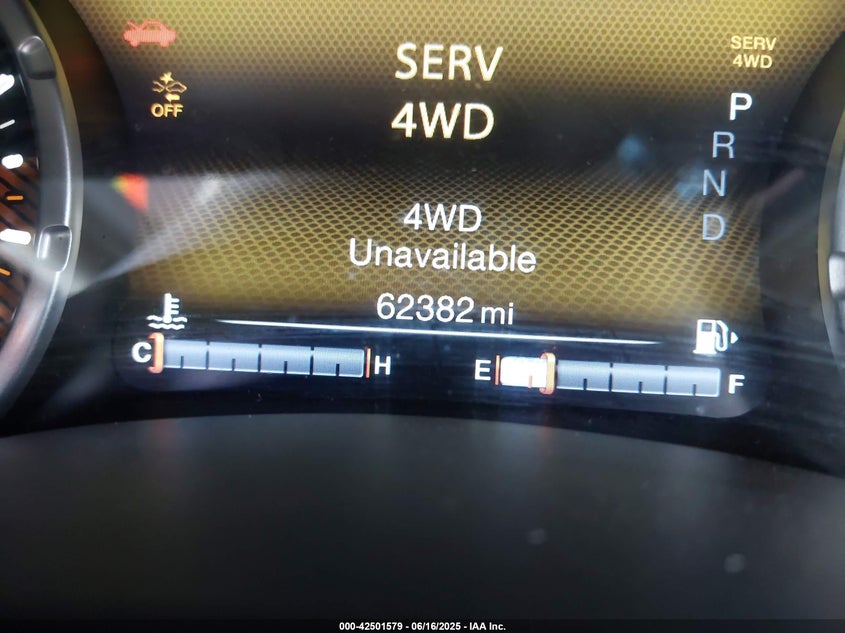 SERV
4WD
SERV
4WD
OFF
P
R
N
D
4WD
Unavailable
62382 mi
C H E F
000-42501579 - 06/16/2025 - IAA Inc.